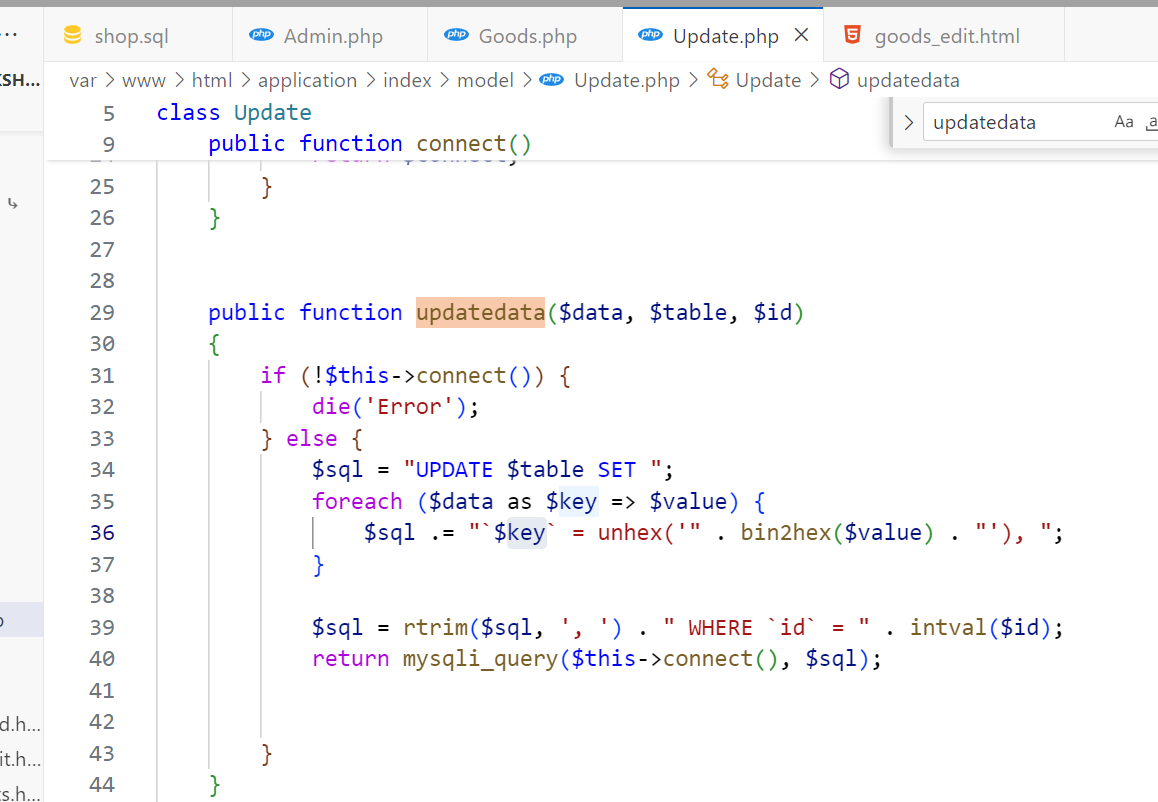 shop.sql Admin.php Goods.php Update.php goods_edit.html
KSH... var > www > html > application > index > model > Update.php > Update > updatedata
5 class Update
updatedata Aa
9 public function connect()
25 }
26 }
27
28
29 public function updatedata($data, $table, $id)
30 {
31 if (!$this->connect()) {
32 die('Error');
33 } else {
34 $sql = "UPDATE $table SET ";
35 foreach ($data as $key => $value) {
36 $sql .= "`$key` = unhex('" . bin2hex($value) . "'), ";
37 }
38
39 $sql = rtrim($sql, ', ') . " WHERE `id` = " . intval($id);
40 return mysqli_query($this->connect(), $sql);
41
42
43 }
44 }
d.h...
it.h...
ts.h...